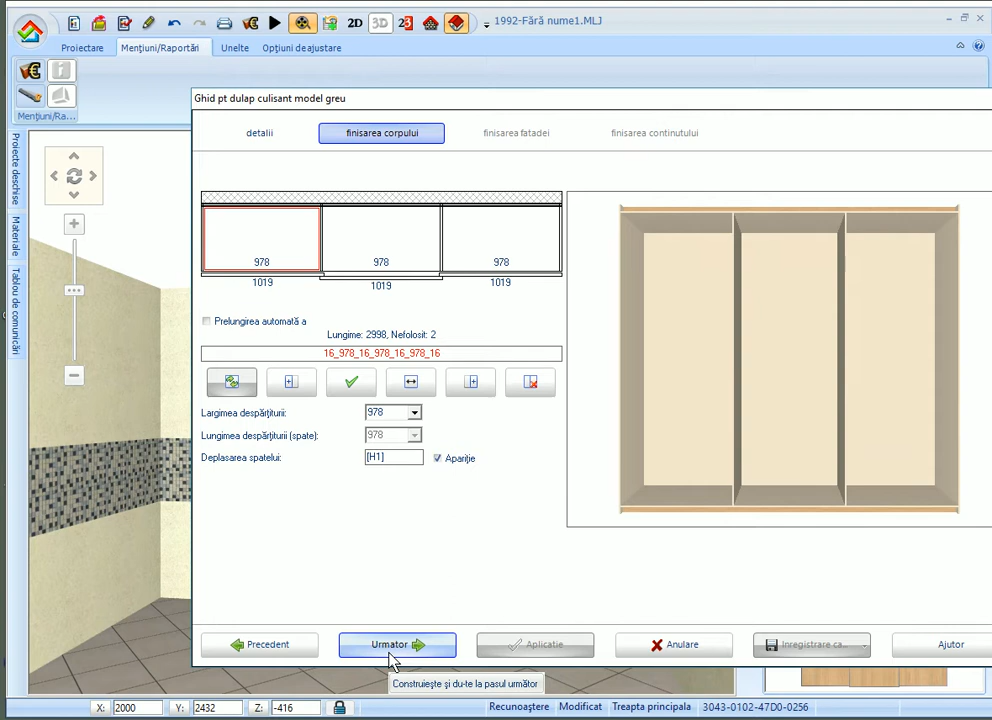 2D 3D 23 1992-Fără nume1.MLJ
Proiectare Mențiuni/Raportări Unelte Opțiuni de ajustare
Mențiuni/Ra...
Proiecte deschise
Materiale
Tablou de comunicări
Ghid pt dulap culisant model greu
detalii finisarea corpului finisarea fatadei finisarea continutului
978 978 978
1019 1019 1019
Prelungirea automată a
Lungime: 2998, Nefolosit: 2
16_978_16_978_16_978_16
Largimea despărțiturii: 978
Lungimea despărțiturii (spate): 978
Deplasarea spatelui: [H1] Apariție
Precedent Urmator Aplicatie Anulare Inregistrare ca... Ajutor
Construiește și du-te la pasul următor
X: 2000 Y: 2432 Z: -416 Recunoaștere Modificat Treapta principala 3043-0102-47D0-0256